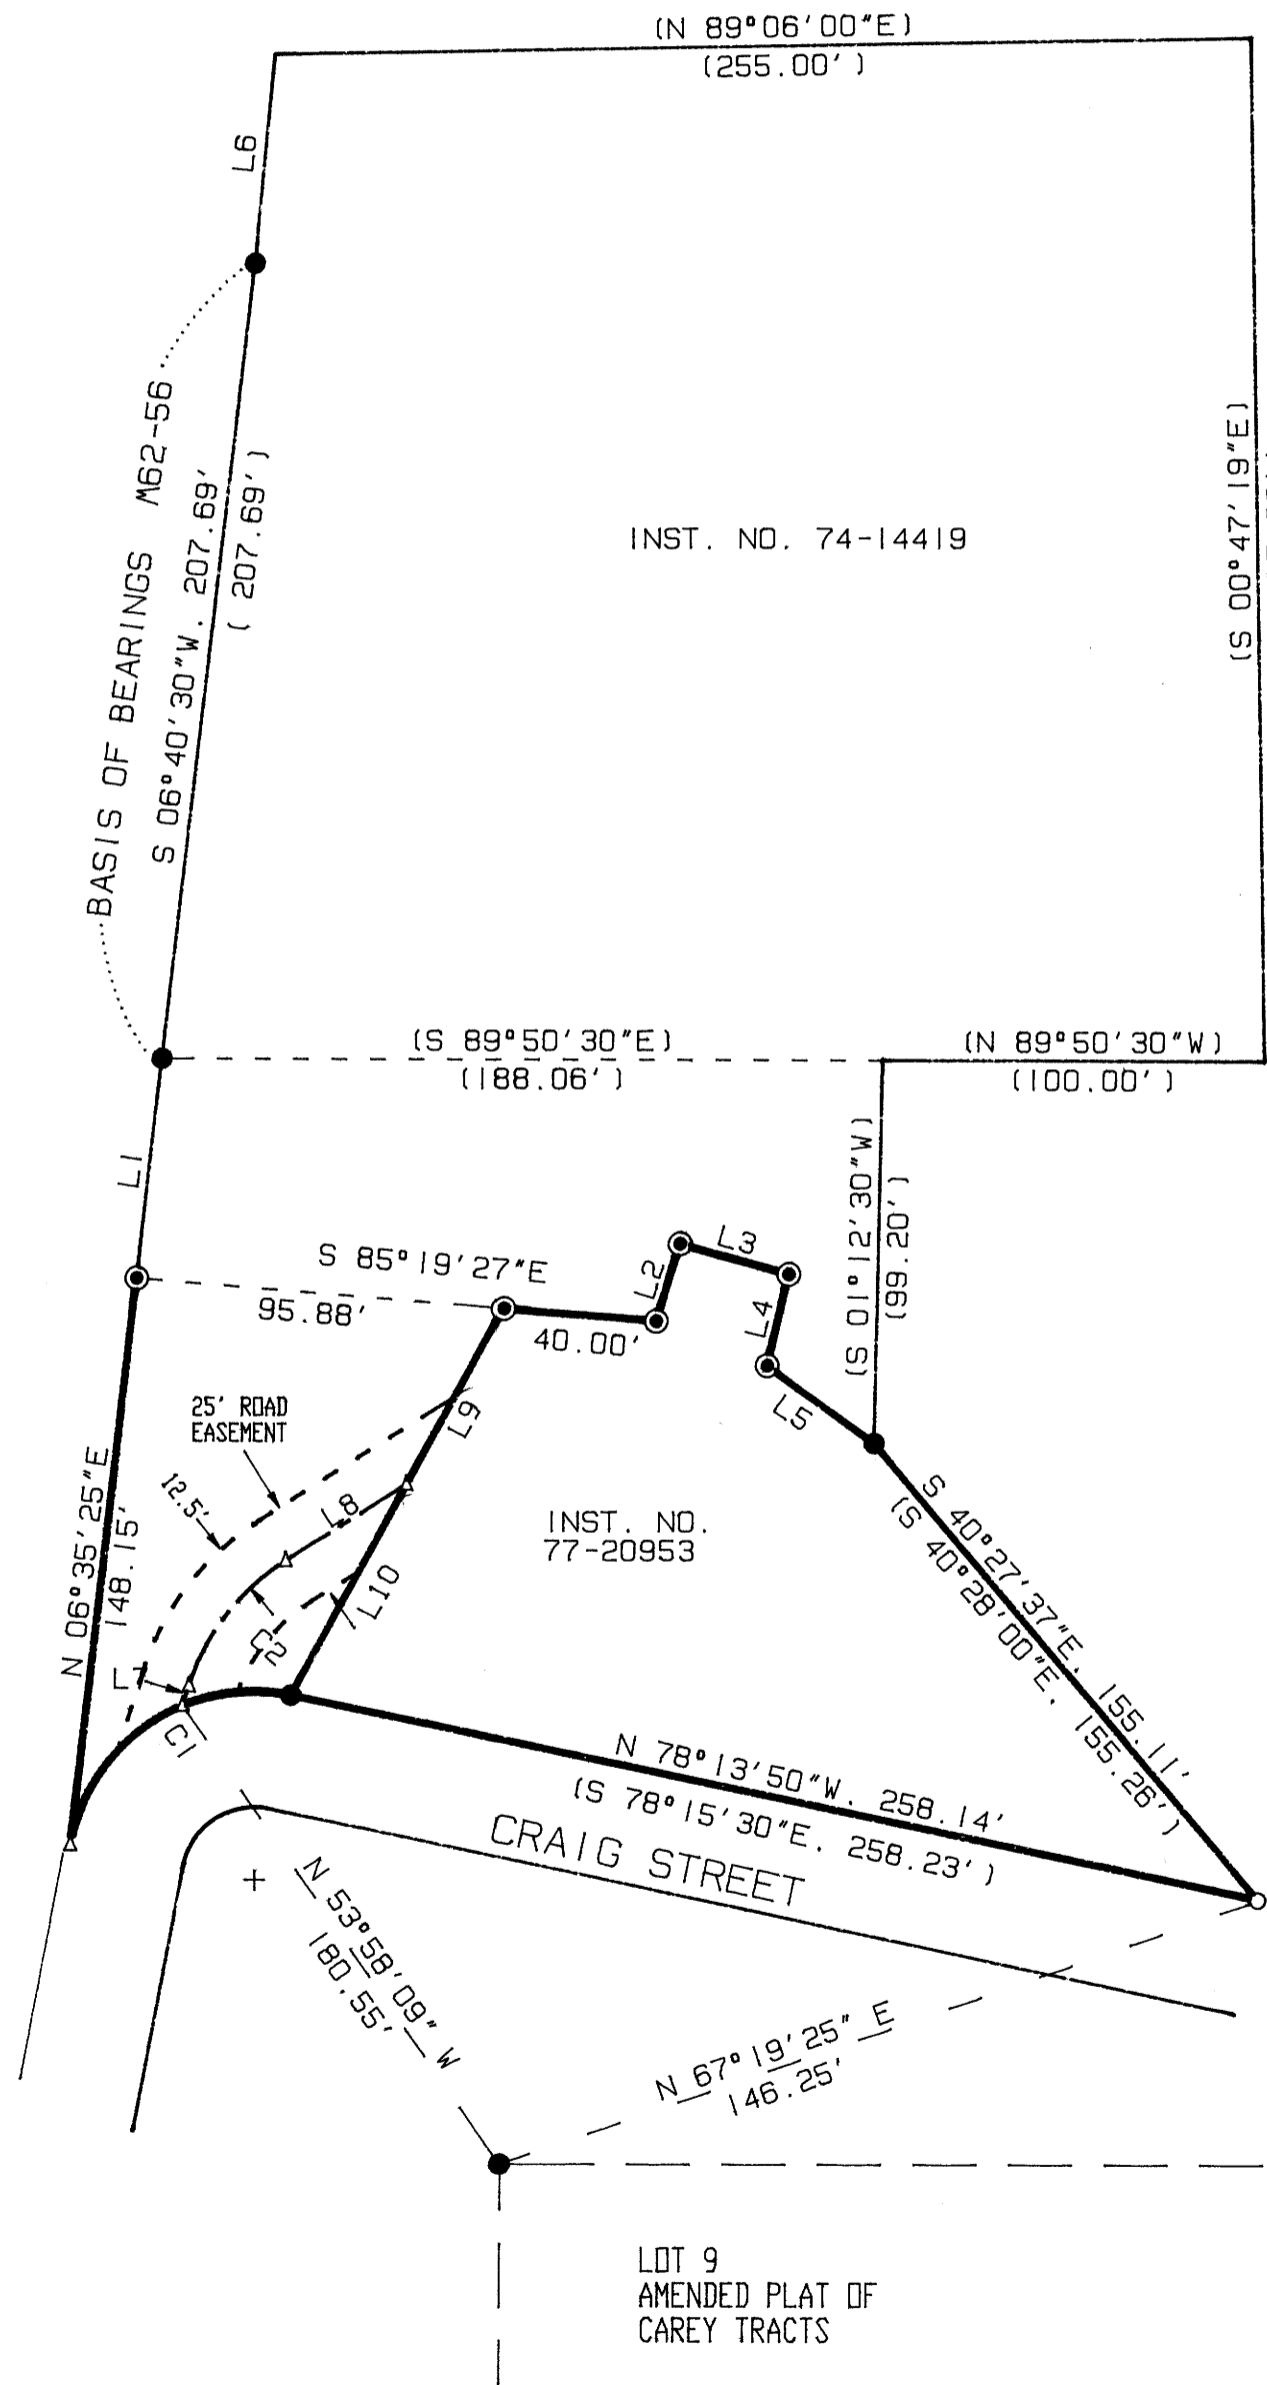 (N 89°06'00"E)
(255.00')
L6
BASIS OF BEARINGS M62-56
S 06°40'30"W. 207.69'
( 207.69')
INST. NO. 74-14419
(S 00°47'19"E)
(S 89°50'30"E)
(188.06')
(N 89°50'30"W)
(100.00')
L1
(S 01°12'30"W)
(99.20')
S 85°19'27"E
95.88'
40.00'
L2
L3
L4
L5
25' ROAD
EASEMENT
12.5'
L9
L8
N 06°35'25"E
148.15'
INST. NO.
77-20953
L10
C2
L7
C1
S 40°27'37"E. 155.11'
(S 40°28'00"E. 155.26')
N 78°13'50"W. 258.14'
(S 78°15'30"E. 258.23')
CRAIG STREET
N 53°58'09" W
180.55'
N 67°19'25" E
146.25'
LOT 9
AMENDED PLAT OF
CAREY TRACTS